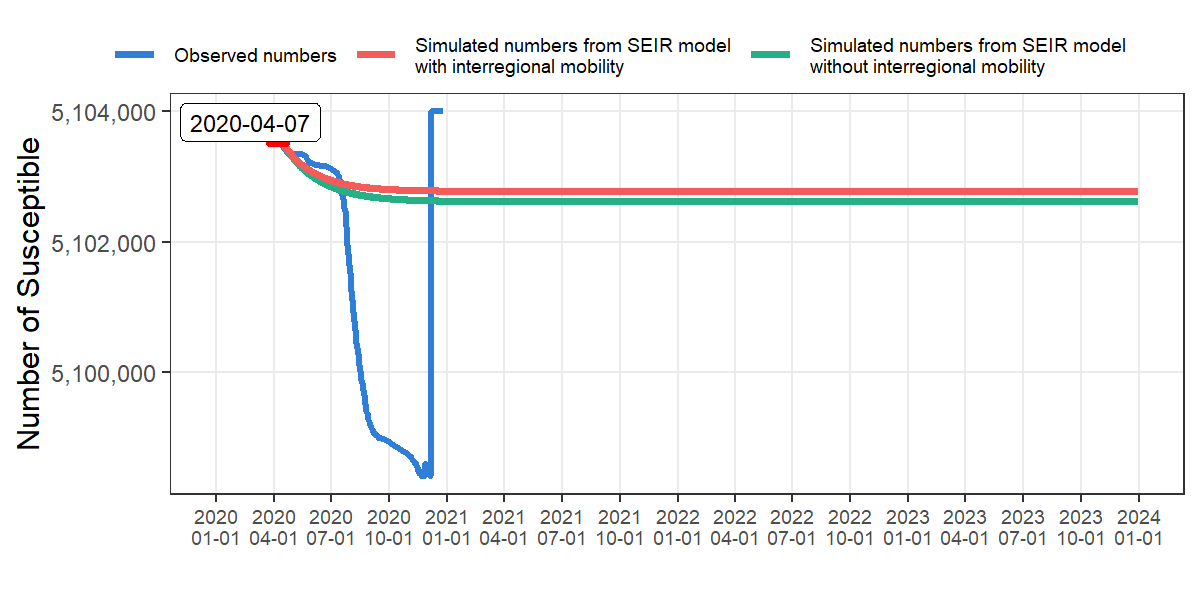 Observed numbers
Simulated numbers from SEIR model
with interregional mobility
Simulated numbers from SEIR model
without interregional mobility
Number of Susceptible
5,104,000
5,102,000
5,100,000
2020-04-07
2020 2020 2020 2020 2021 2021 2021 2021 2022 2022 2022 2022 2023 2023 2023 2023 2024
01-01 04-01 07-01 10-01 01-01 04-01 07-01 10-01 01-01 04-01 07-01 10-01 01-01 04-01 07-01 10-01 01-01